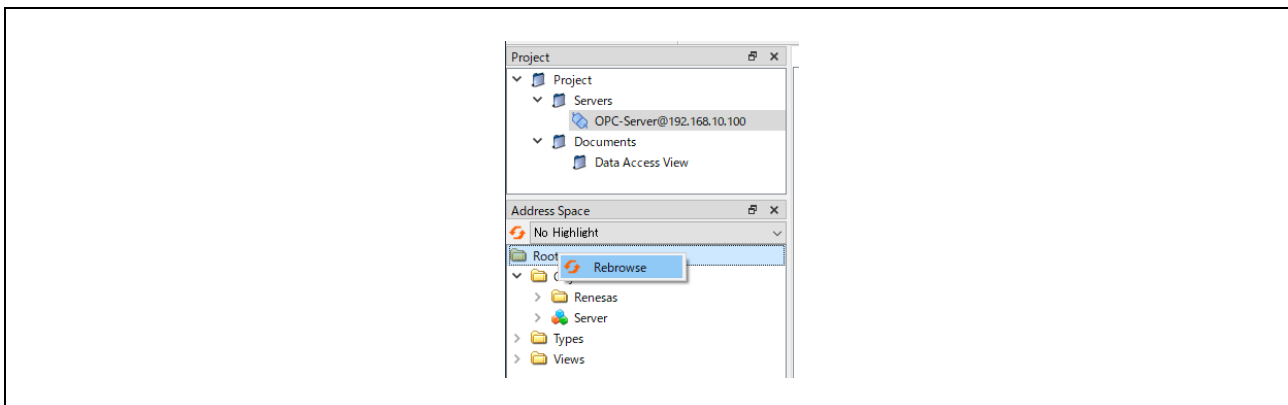 Project
Project
Servers
OPC-Server@192.168.10.100
Documents
Data Access View
Address Space
No Highlight
Root
Rebrowse
Renesas
Server
Types
Views